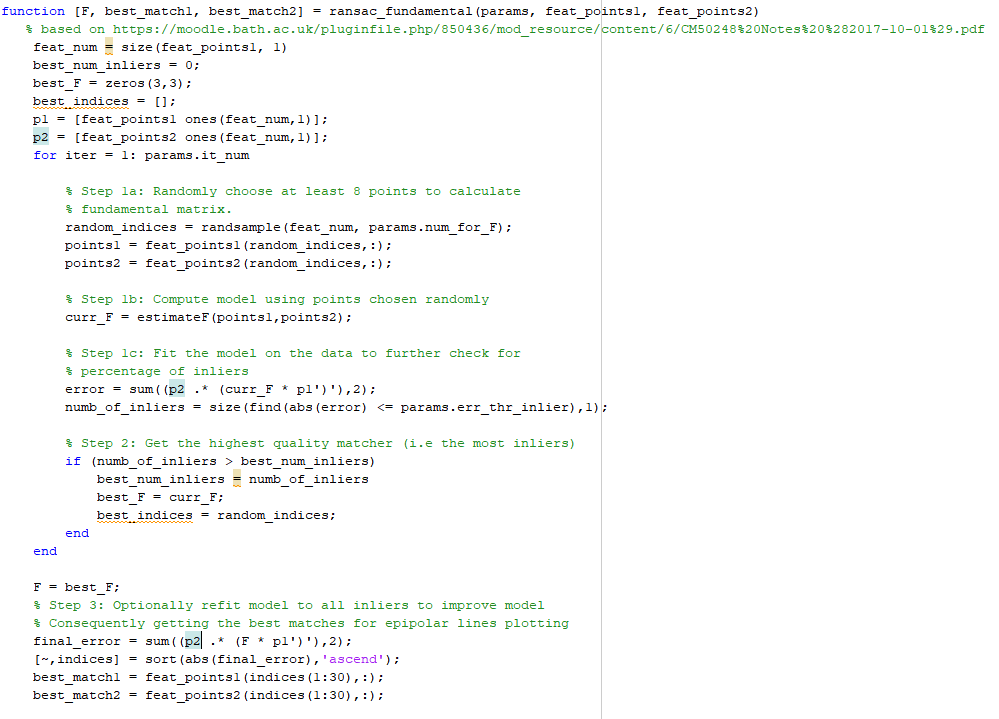 function [F, best_match1, best_match2] = ransac_fundamental(params, feat_points1, feat_points2)
% based on https://moodle.bath.ac.uk/pluginfile.php/850436/mod_resource/content/6/CM50248%20Notes%20%282017-10-01%29.pdf
feat_num = size(feat_points1, 1)
best_num_inliers = 0;
best_F = zeros(3,3);
best_indices = [];
p1 = [feat_points1 ones(feat_num,1)];
p2 = [feat_points2 ones(feat_num,1)];
for iter = 1: params.it_num
% Step 1a: Randomly choose at least 8 points to calculate
% fundamental matrix.
random_indices = randsample(feat_num, params.num_for_F);
points1 = feat_points1(random_indices,:);
points2 = feat_points2(random_indices,:);
% Step 1b: Compute model using points chosen randomly
curr_F = estimateF(points1,points2);
% Step 1c: Fit the model on the data to further check for
% percentage of inliers
error = sum((p2 .* (curr_F * p1')'),2);
numb_of_inliers = size(find(abs(error) <= params.err_thr_inlier),1);
% Step 2: Get the highest quality matcher (i.e the most inliers)
if (numb_of_inliers > best_num_inliers)
best_num_inliers = numb_of_inliers
best_F = curr_F;
best_indices = random_indices;
end
end
F = best_F;
% Step 3: Optionally refit model to all inliers to improve model
% Consequently getting the best matches for epipolar lines plotting
final_error = sum((p2 .* (F * p1')'),2);
[~,indices] = sort(abs(final_error),'ascend');
best_match1 = feat_points1(indices(1:30),:);
best_match2 = feat_points2(indices(1:30),:);